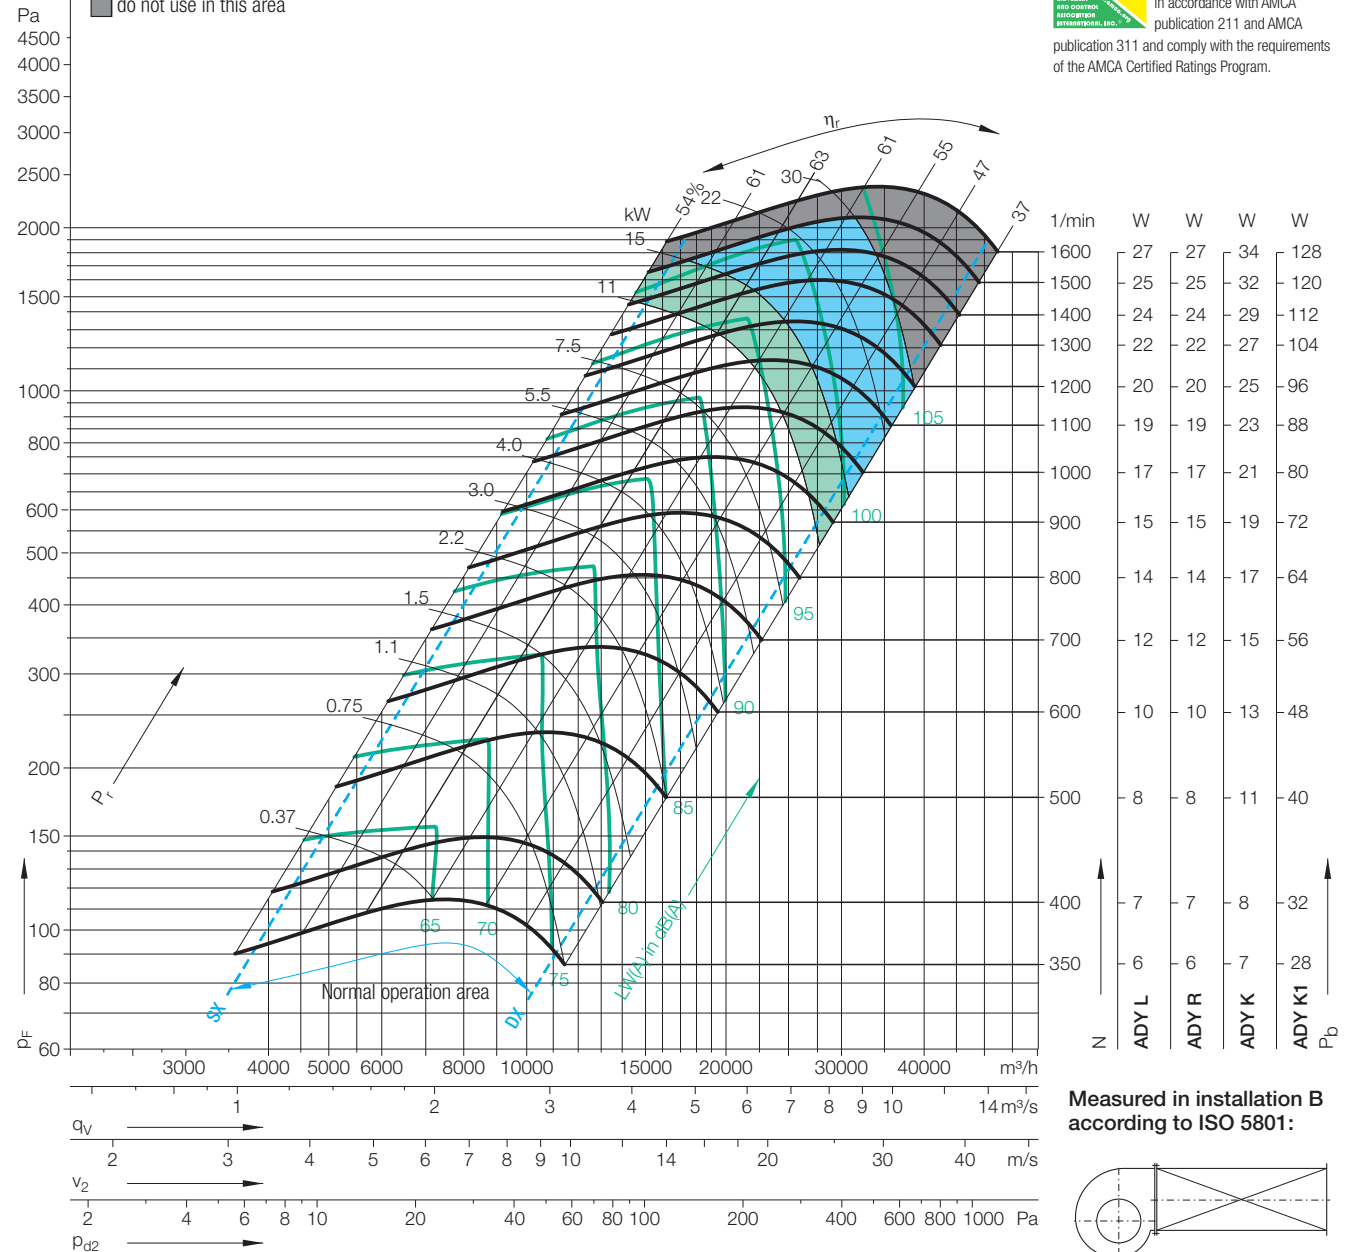 do not use in this area
AND CONTROL
ASSOCIATION
INTERNATIONAL, INC.®
in accordance with AMCA
publication 211 and AMCA
publication 311 and comply with the requirements
of the AMCA Certified Ratings Program.
Pa
4500
4000
3500
3000
2500
2000
1500
1000
800
600
500
400
300
200
150
100
80
60
pF
Pr
ηr
54%
61
63
61
55
47
37
kW
30
22
15
11
7.5
5.5
4.0
3.0
2.2
1.5
1.1
0.75
0.37
105
100
95
90
85
80
75
70
65
LW(A) in dB(A)
Normal operation area
SX
DX
1/min W W W W
1600 27 27 34 128
1500 25 25 32 120
1400 24 24 29 112
1300 22 22 27 104
1200 20 20 25 96
1100 19 19 23 88
1000 17 17 21 80
900 15 15 19 72
800 14 14 17 64
700 12 12 15 56
600 10 10 13 48
500 8 8 11 40
400 7 7 8 32
350 6 6 7 28
N ADY L ADY R ADY K ADY K1 Pb
3000 4000 5000 6000 8000 10000 15000 20000 30000 40000 m³/h
1 2 3 4 5 6 7 8 9 10 14 m³/s
qV
2 3 4 5 6 7 8 9 10 14 20 30 40 m/s
v2
2 4 6 8 10 20 40 60 80 100 200 400 600 800 1000 Pa
pd2
Measured in installation B
according to ISO 5801: